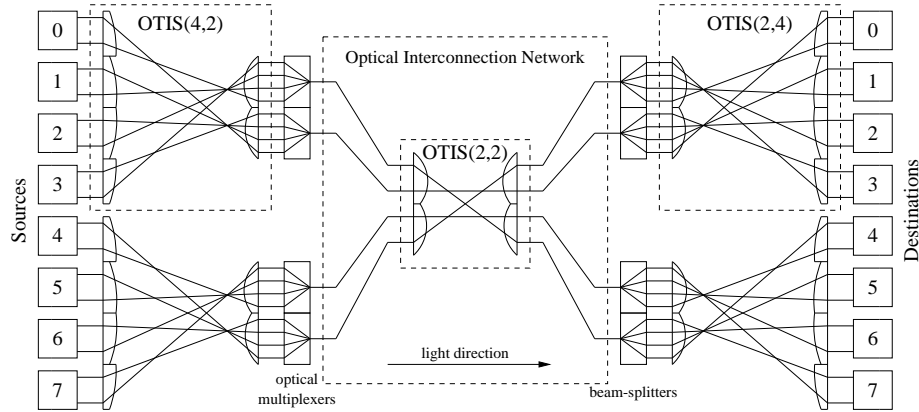 OTIS(4,2)
OTIS(2,4)
Optical Interconnection Network
OTIS(2,2)
Sources
0
1
2
3
4
5
6
7
optical
multiplexers
light direction
beam-splitters
0
1
2
3
4
5
6
7
Destinations